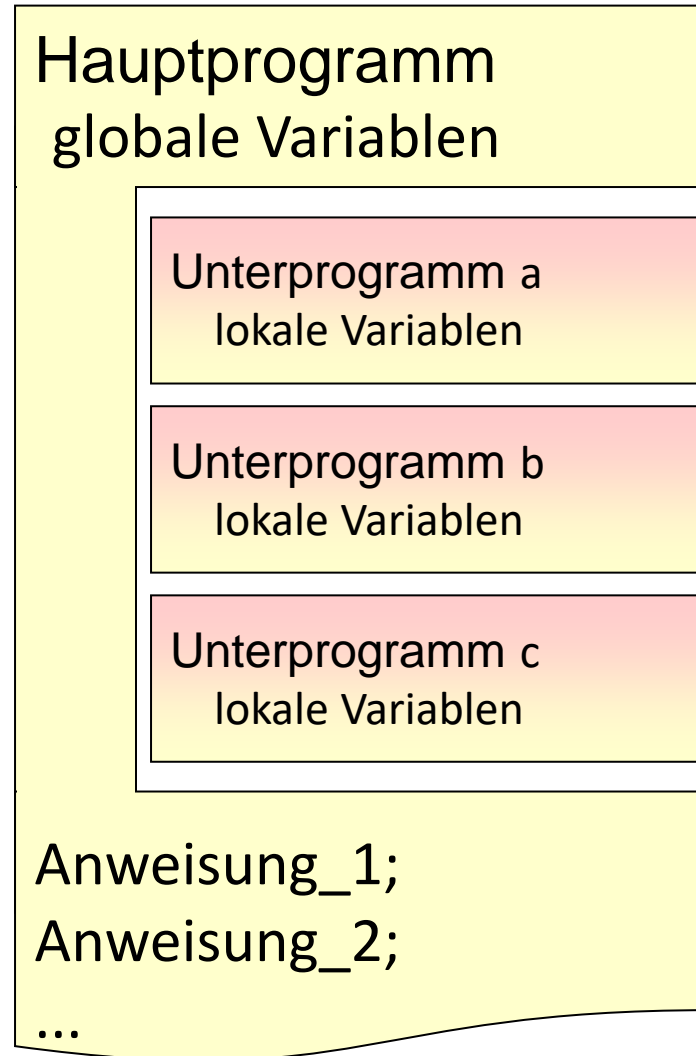 Hauptprogramm
globale Variablen
Unterprogramm a
lokale Variablen
Unterprogramm b
lokale Variablen
Unterprogramm c
lokale Variablen
Anweisung_1;
Anweisung_2;
...